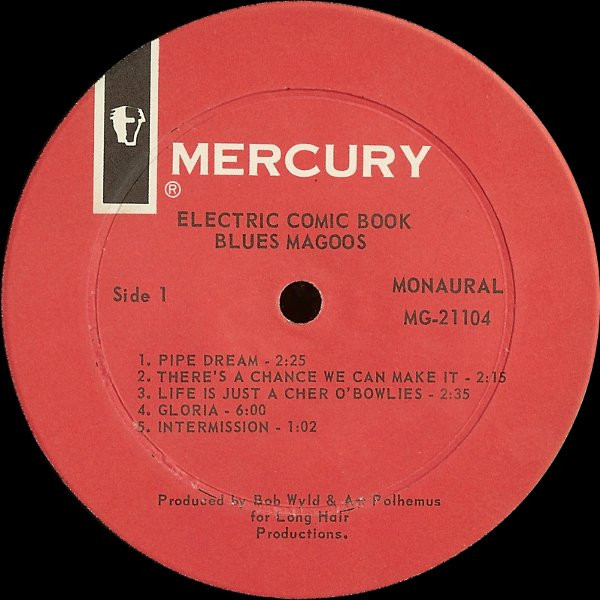 MERCURY
®
ELECTRIC COMIC BOOK
BLUES MAGOOS
Side 1
MONAURAL
MG-21104
1. PIPE DREAM - 2:25
2. THERE'S A CHANCE WE CAN MAKE IT - 2:15
3. LIFE IS JUST A CHER O'BOWLIES - 2:35
4. GLORIA - 6:00
5. INTERMISSION - 1:02
Produced by Bob Wyld & Art Polhemus
for Long Hair
Productions.